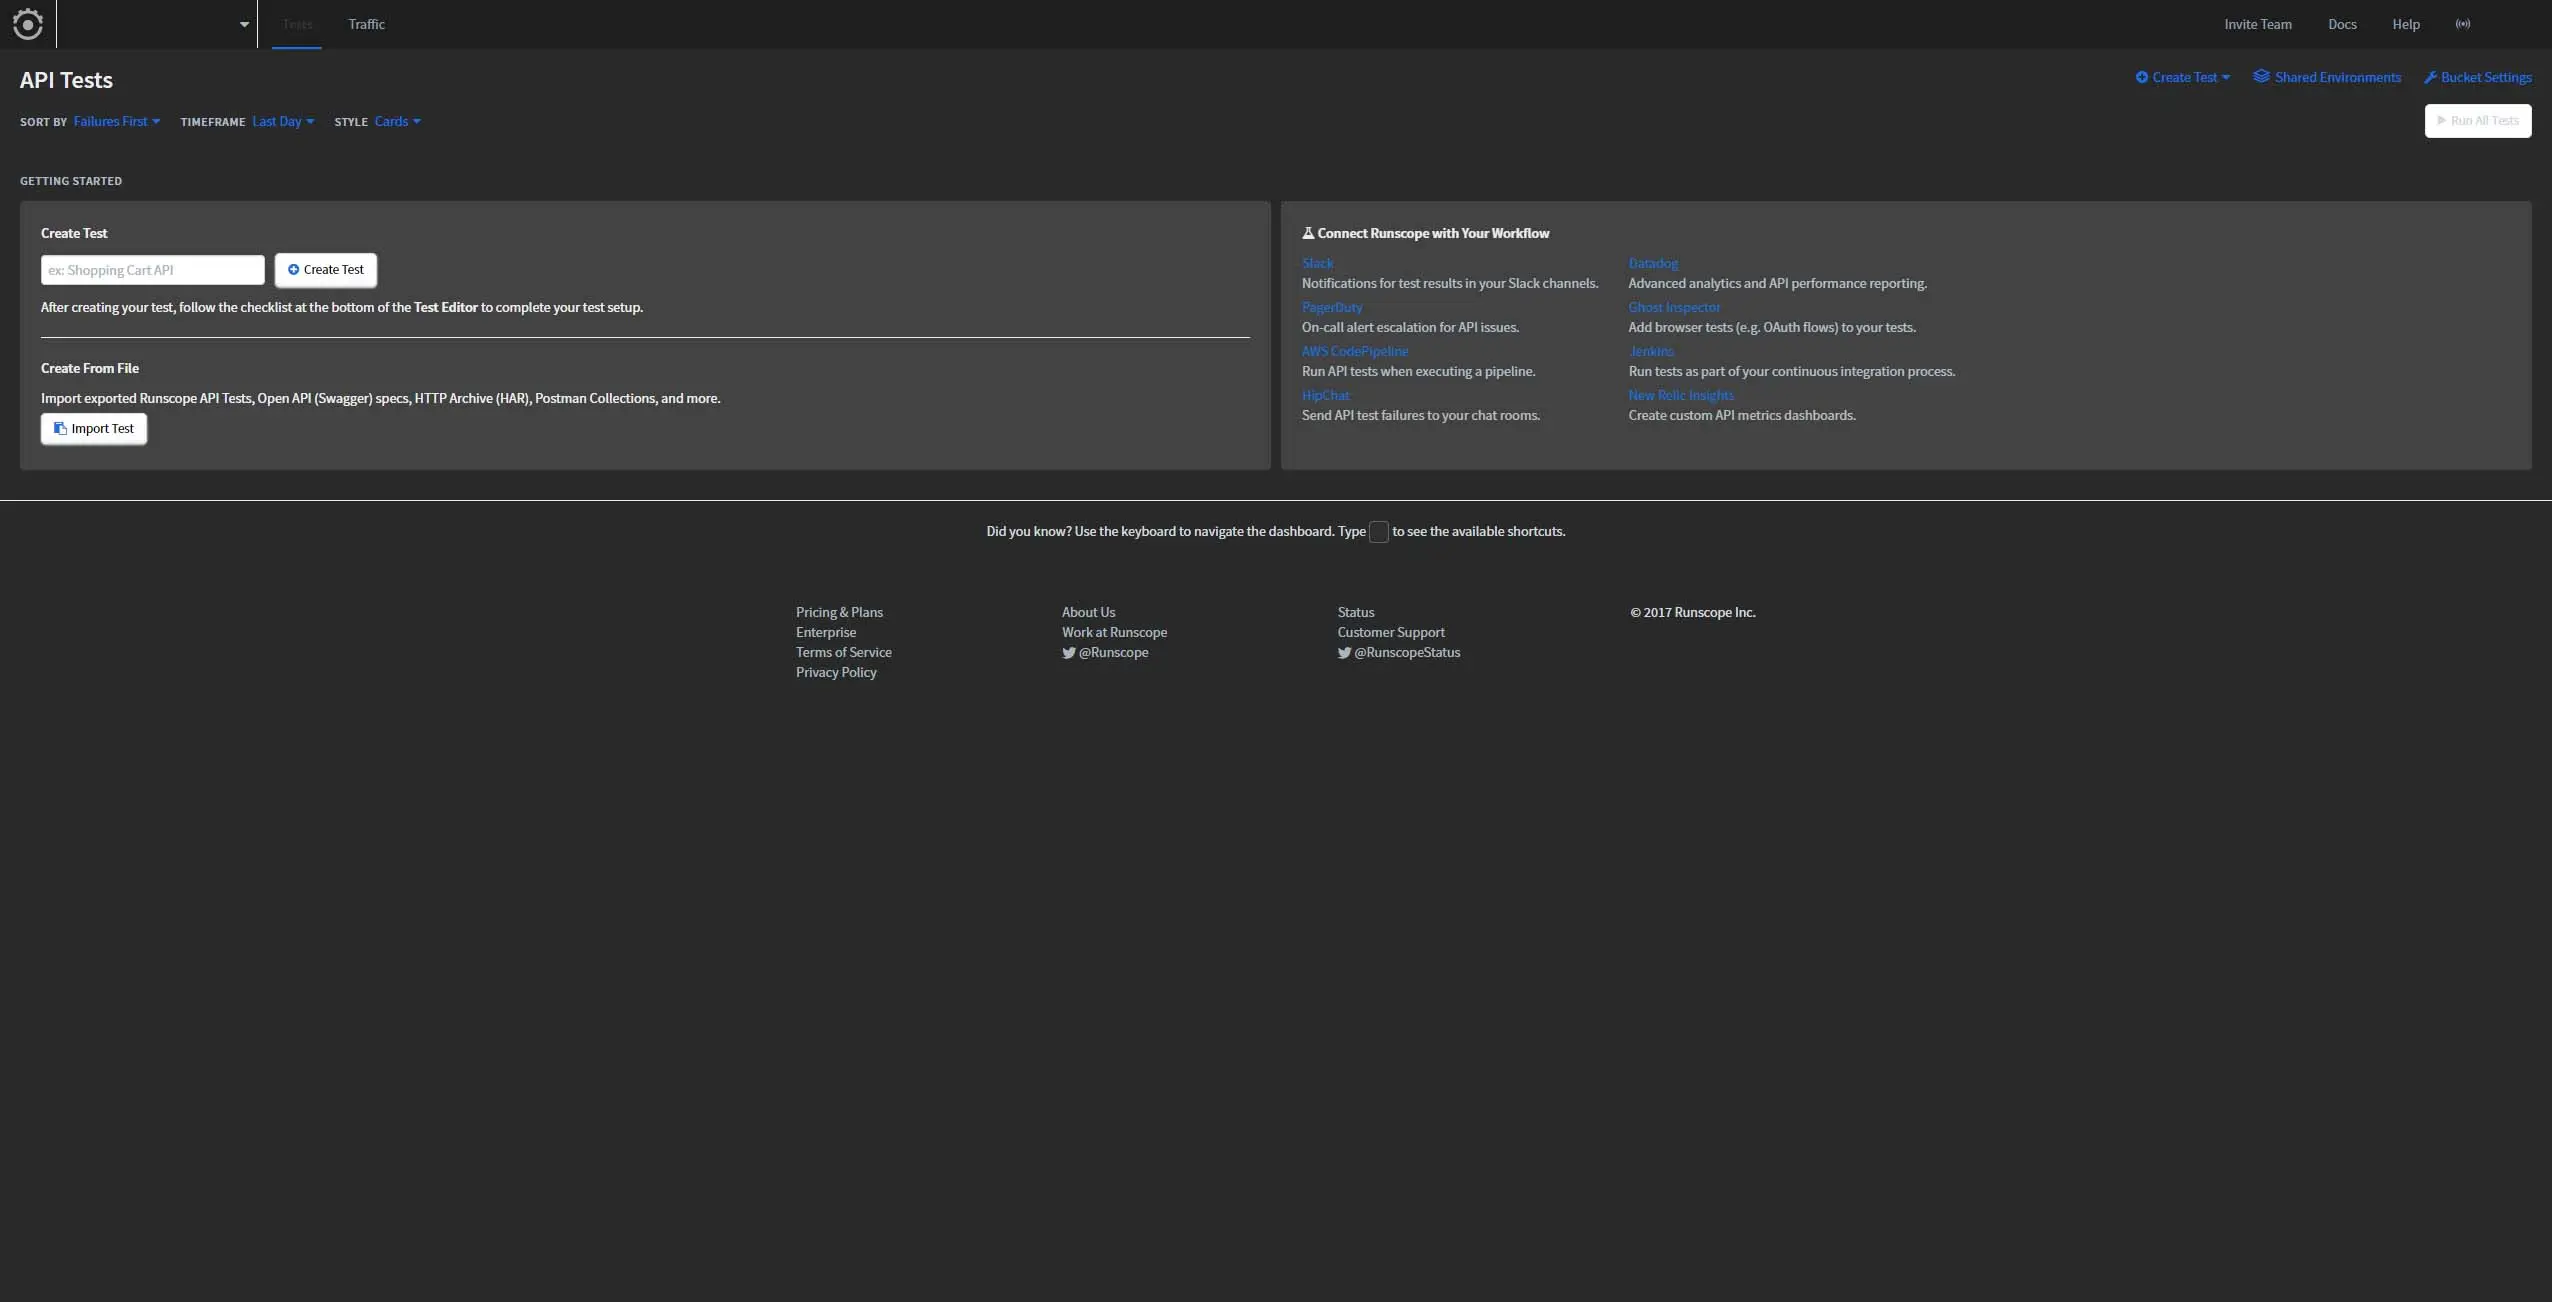 Tests
Traffic
Invite Team
Docs
Help
API Tests
Create Test
Shared Environments
Bucket Settings
SORT BY Failures First
TIMEFRAME Last Day
STYLE Cards
Run All Tests
GETTING STARTED
Create Test
ex: Shopping Cart API
Create Test
After creating your test, follow the checklist at the bottom of the Test Editor to complete your test setup.
Create From File
Import exported Runscope API Tests, Open API (Swagger) specs, HTTP Archive (HAR), Postman Collections, and more.
Import Test
Connect Runscope with Your Workflow
Slack
Notifications for test results in your Slack channels.
PagerDuty
On-call alert escalation for API issues.
AWS CodePipeline
Run API tests when executing a pipeline.
HipChat
Send API test failures to your chat rooms.
Datadog
Advanced analytics and API performance reporting.
Ghost Inspector
Add browser tests (e.g. OAuth flows) to your tests.
Jenkins
Run tests as part of your continuous integration process.
New Relic Insights
Create custom API metrics dashboards.
Did you know? Use the keyboard to navigate the dashboard. Type to see the available shortcuts.
Pricing & Plans
Enterprise
Terms of Service
Privacy Policy
About Us
Work at Runscope
@Runscope
Status
Customer Support
@RunscopeStatus
© 2017 Runscope Inc.